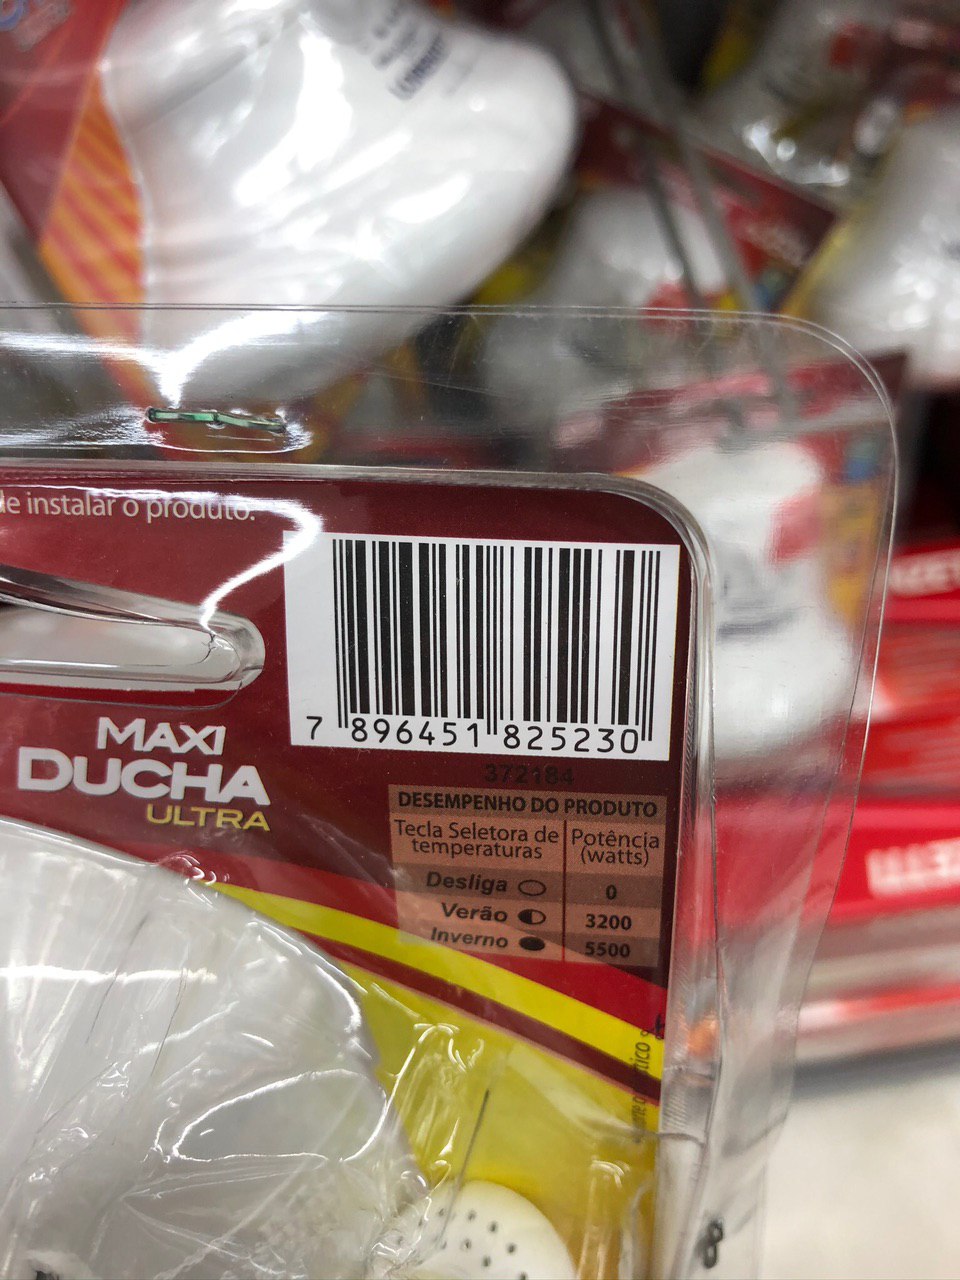 de instalar o produto.
7 896451 825230
372184
MAXI
DUCHA
ULTRA
DESEMPENHO DO PRODUTO
Tecla Seletora de temperaturas
Potência (watts)
Desliga 0
Verão 3200
Inverno 5500